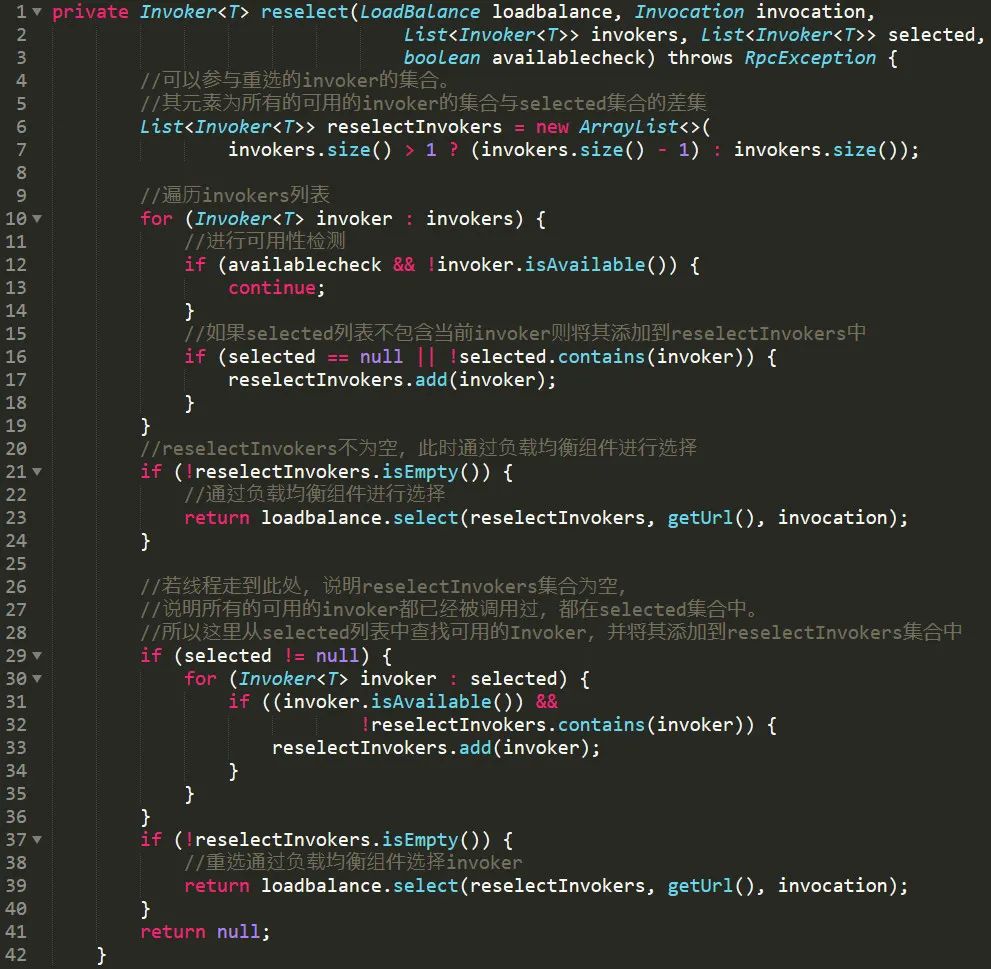 1 private Invoker<T> reselect(LoadBalance loadbalance, Invocation invocation,
2 List<Invoker<T>> invokers, List<Invoker<T>> selected,
3 boolean availablecheck) throws RpcException {
4 //可以参与重选的invoker的集合。
5 //其元素为所有的可用的invoker的集合与selected集合的差集
6 List<Invoker<T>> reselectInvokers = new ArrayList<>(
7 invokers.size() > 1 ? (invokers.size() - 1) : invokers.size());
8
9 //遍历invokers列表
10 for (Invoker<T> invoker : invokers) {
11 //进行可用性检测
12 if (availablecheck && !invoker.isAvailable()) {
13 continue;
14 }
15 //如果selected列表不包含当前invoker则将其添加到reselectInvokers中
16 if (selected == null || !selected.contains(invoker)) {
17 reselectInvokers.add(invoker);
18 }
19 }
20 //reselectInvokers不为空，此时通过负载均衡组件进行选择
21 if (!reselectInvokers.isEmpty()) {
22 //通过负载均衡组件进行选择
23 return loadbalance.select(reselectInvokers, getUrl(), invocation);
24 }
25
26 //若线程走到此处，说明reselectInvokers集合为空，
27 //说明所有的可用的invoker都已经被调用过，都在selected集合中。
28 //所以这里从selected列表中查找可用的Invoker，并将其添加到reselectInvokers集合中
29 if (selected != null) {
30 for (Invoker<T> invoker : selected) {
31 if ((invoker.isAvailable()) &&
32 !reselectInvokers.contains(invoker)) {
33 reselectInvokers.add(invoker);
34 }
35 }
36 }
37 if (!reselectInvokers.isEmpty()) {
38 //重选通过负载均衡组件选择invoker
39 return loadbalance.select(reselectInvokers, getUrl(), invocation);
40 }
41 return null;
42 }